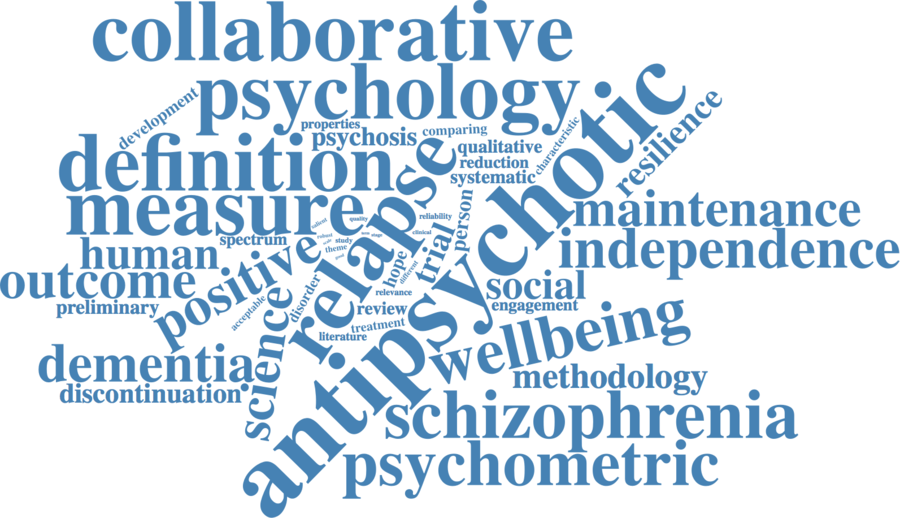 collaborative
psychology
development
properties
psychosis
comparing
characteristic
antipsychotic
resilience
definition
qualitative
reduction
systematic
measure
relapse
person
maintenance
human
spectrum
positive
quality
reliability
clinical
study
theme
trial
hope
independence
outcome
preliminary
acceptable
disorder
science
different
relevance
review
treatment
literature
social
engagement
wellbeing
dementia
discontinuation
methodology
schizophrenia
psychometric